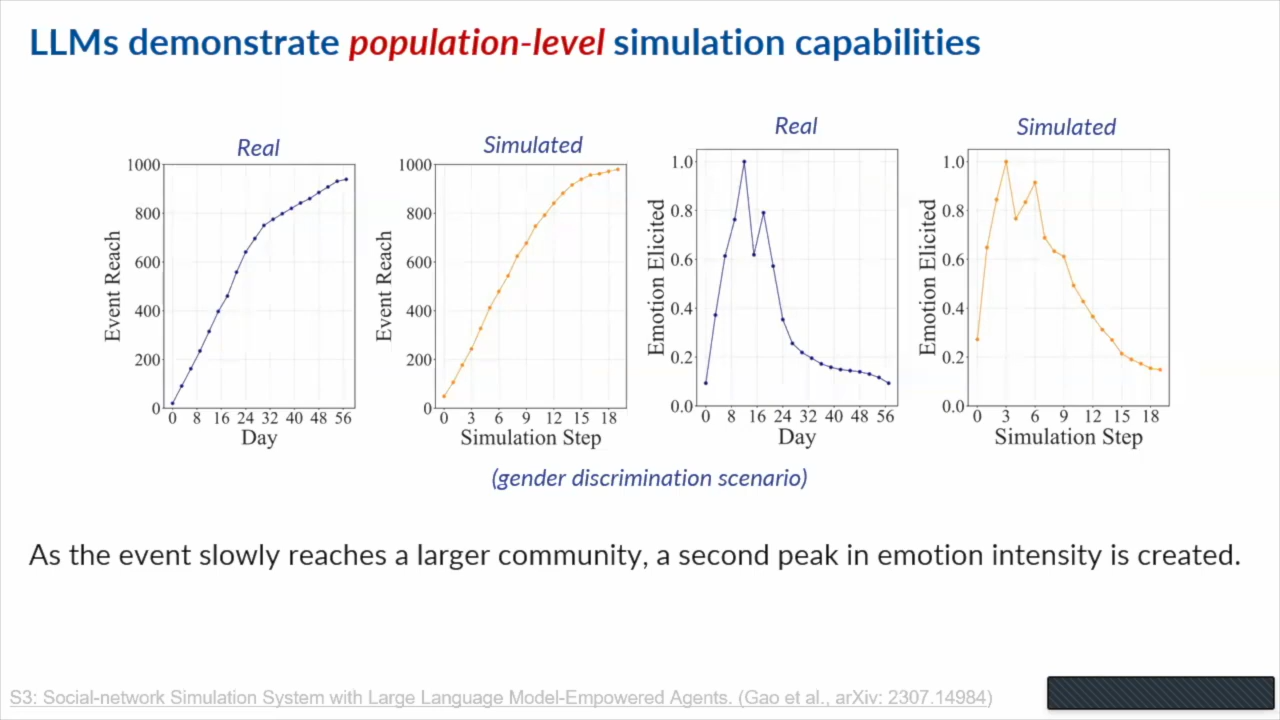 LLMs demonstrate population-level simulation capabilities
Real
Simulated
Real
Simulated
1000
800
600
400
200
0
Event Reach
0 8 16 24 32 40 48 56
Day
1000
800
600
400
200
0
Event Reach
0 3 6 9 12 15 18
Simulation Step
1.0
0.8
0.6
0.4
0.2
0.0
Emotion Elicited
0 8 16 24 32 40 48 56
Day
1.0
0.8
0.6
0.4
0.2
0.0
Emotion Elicited
0 3 6 9 12 15 18
Simulation Step
(gender discrimination scenario)
As the event slowly reaches a larger community, a second peak in emotion intensity is created.
S3: Social-network Simulation System with Large Language Model-Empowered Agents. (Gao et al., arXiv: 2307.14984)